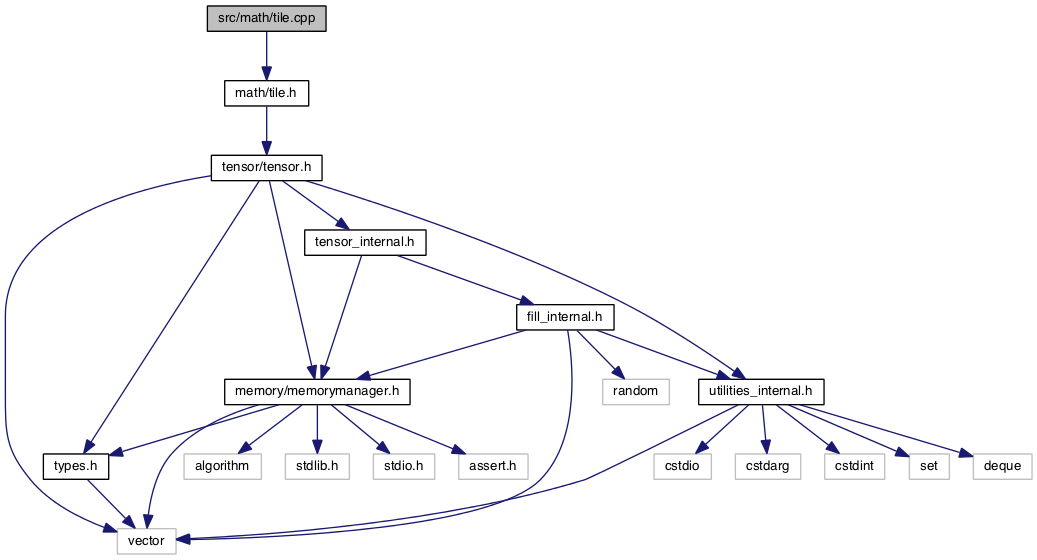 src/math/tile.cpp
math/tile.h
tensor/tensor.h
tensor_internal.h
fill_internal.h
memory/memorymanager.h
random
utilities_internal.h
types.h
algorithm
stdlib.h
stdio.h
assert.h
cstdio
cstdarg
cstdint
set
deque
vector